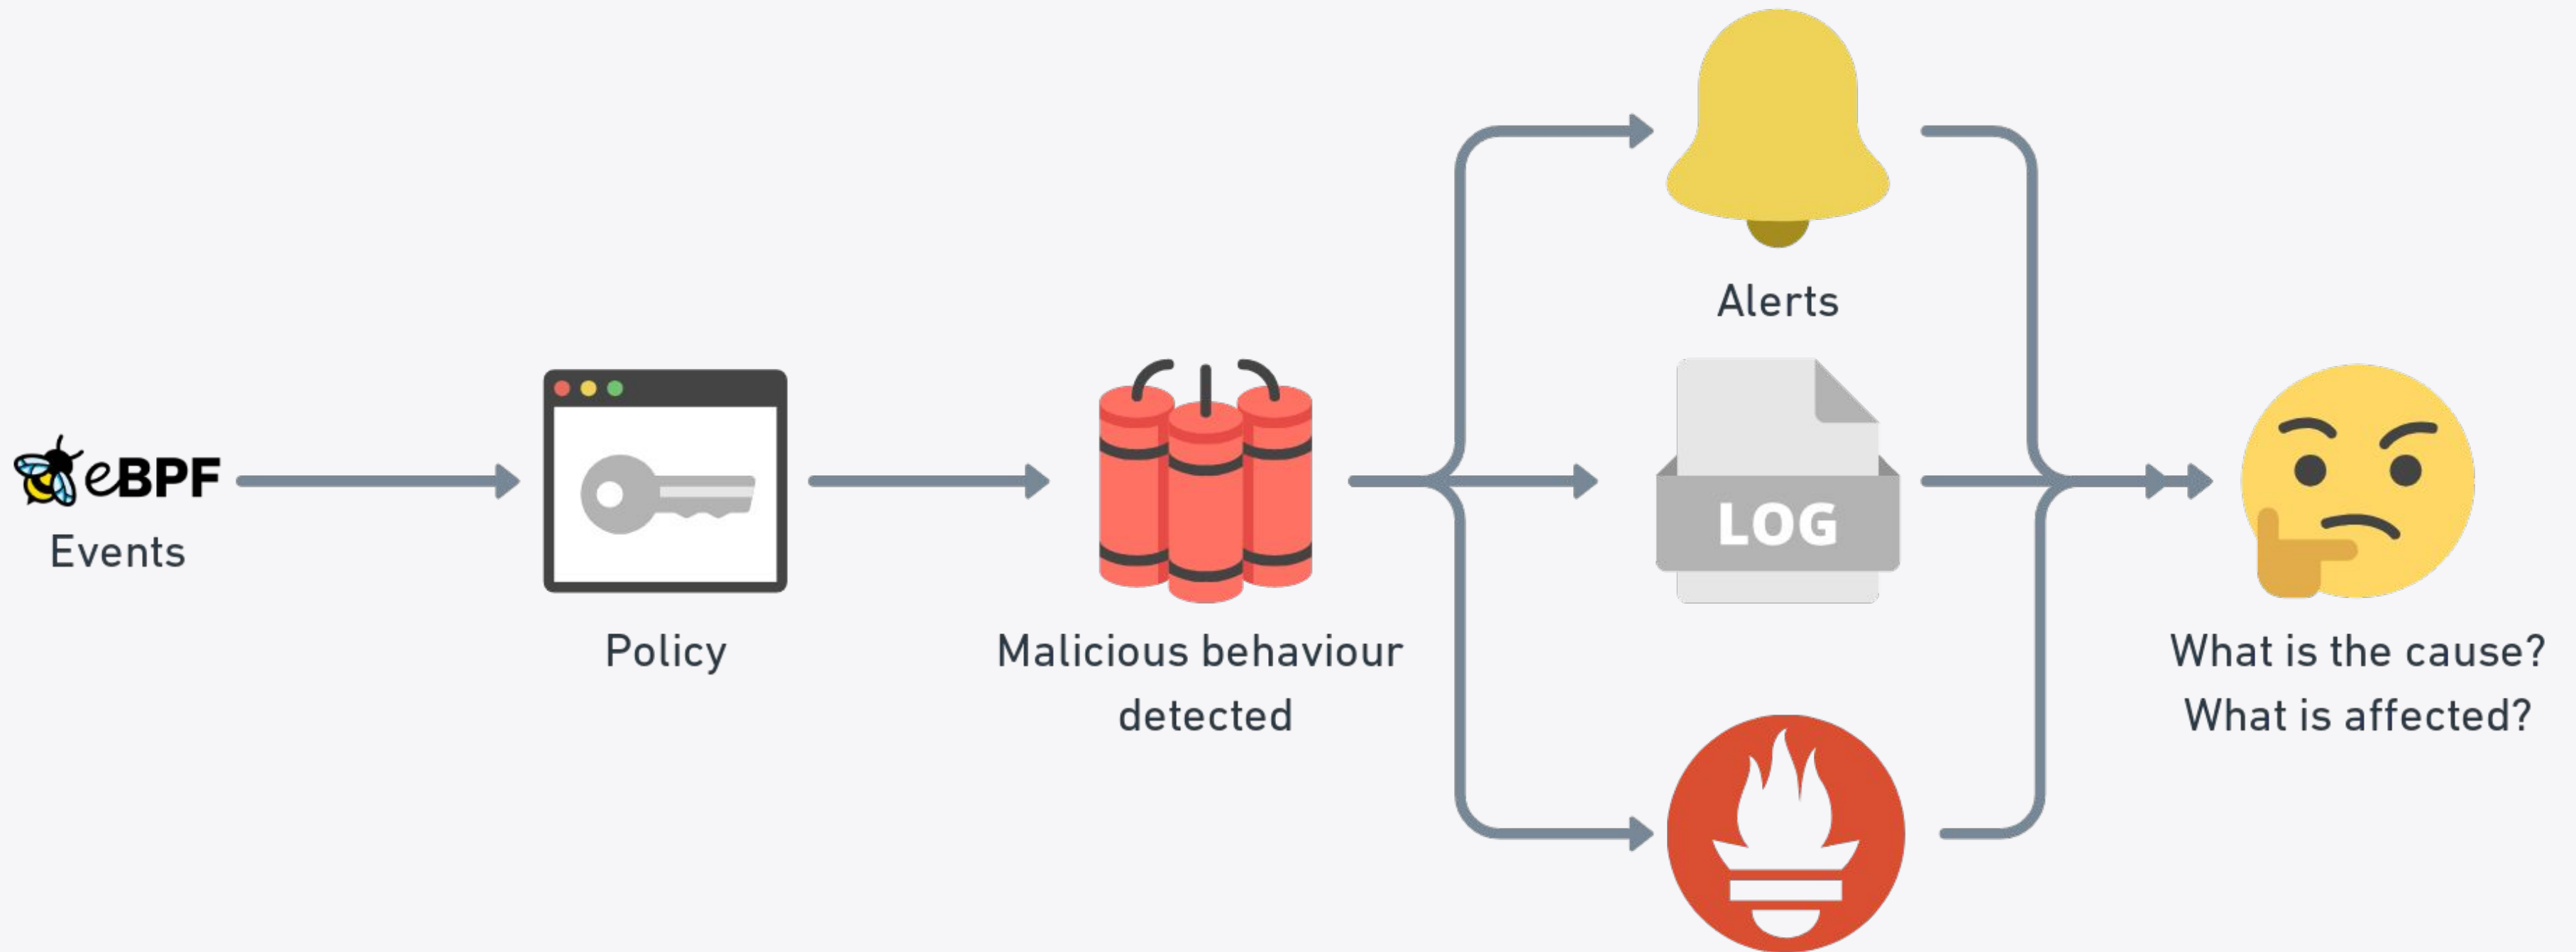 eBPF
Events
Policy
Malicious behaviour
detected
Alerts
LOG
What is the cause?
What is affected?